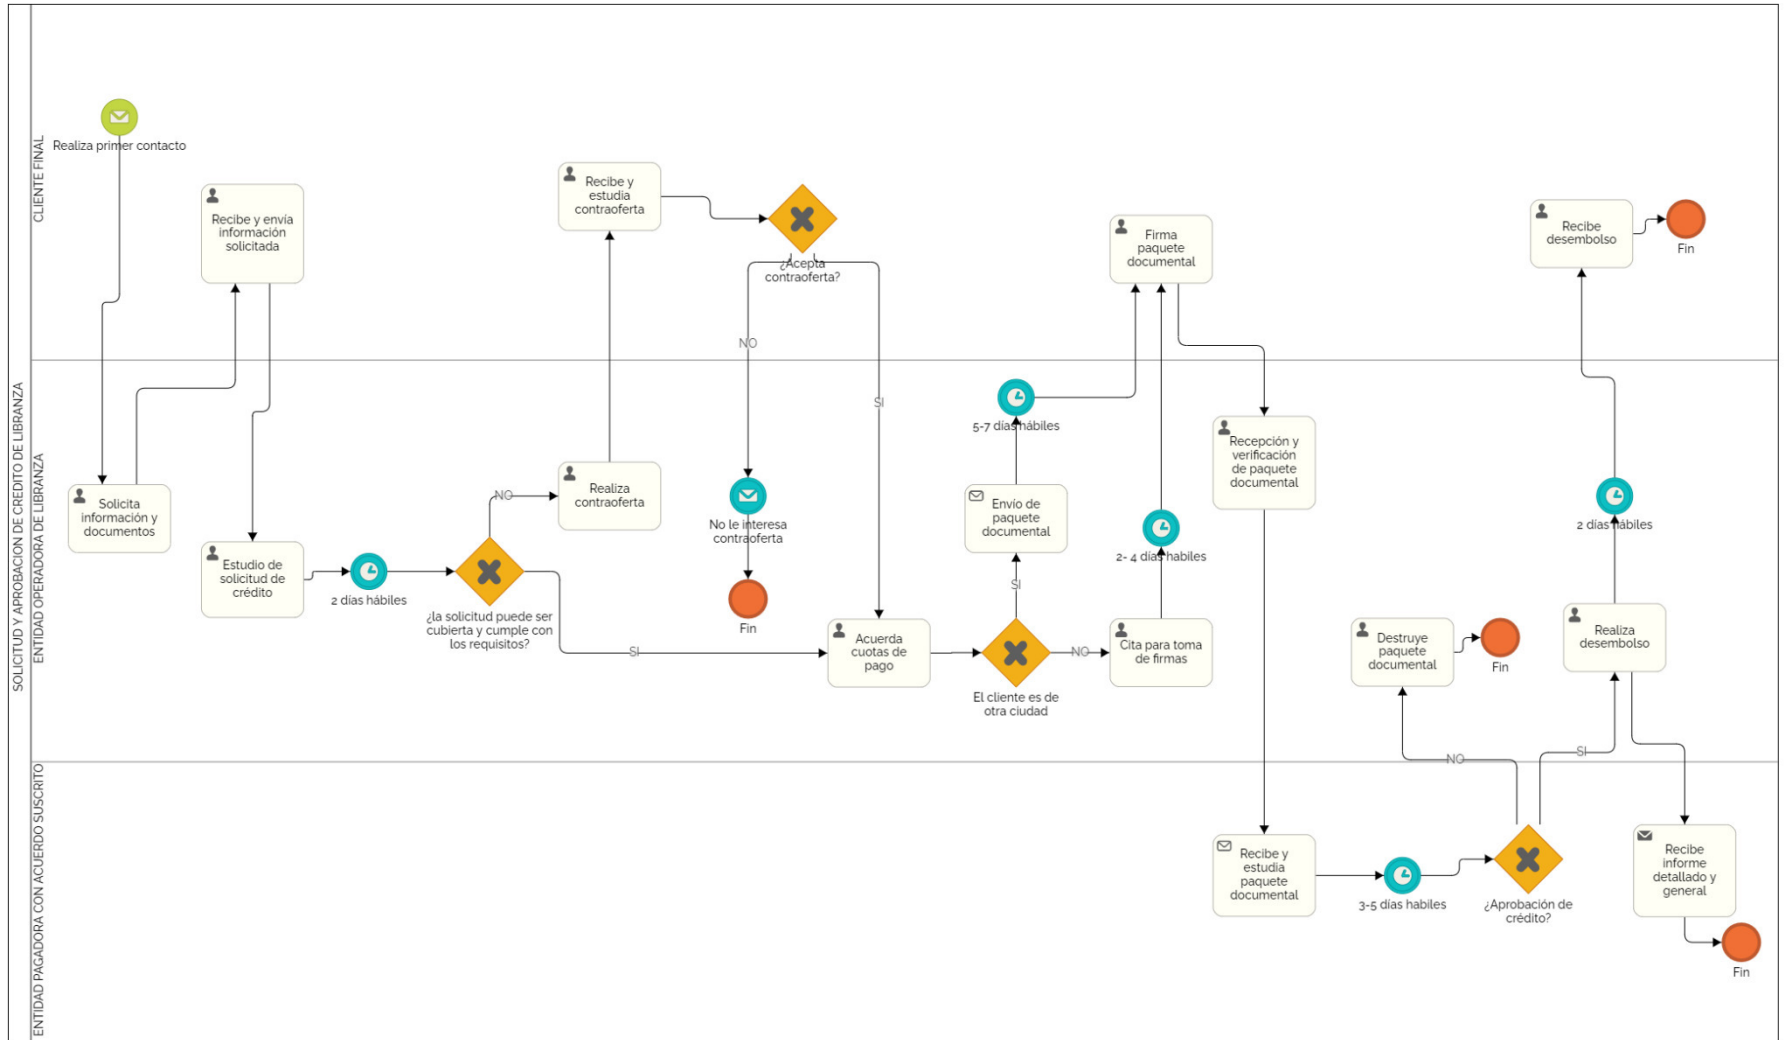 SOLICITUD Y APROBACION DE CREDITO DE LIBRANZA
CLIENTE FINAL
Realiza primer contacto
Recibe y envía
información
solicitada
Recibe y
estudia
contraoferta
¿Acepta
contraoferta?
NO
SI
Firma
paquete
documental
Recibe
desembolso
Fin
ENTIDAD OPERADORA DE LIBRANZA
Solicita
información y
documentos
Estudio de
solicitud de
crédito
2 días hábiles
¿la solicitud puede ser
cubierta y cumple con
los requisitos?
NO
SI
Realiza
contraoferta
No le interesa
contraoferta
Fin
Acuerda
cuotas de
pago
El cliente es de
otra ciudad
SI
NO
Envío de
paquete
documental
5-7 días hábiles
Cita para toma
de firmas
2- 4 días habiles
Recepción y
verificación
de paquete
documental
Destruye
paquete
documental
Fin
Realiza
desembolso
2 días hábiles
ENTIDAD PAGADORA CON ACUERDO SUSCRITO
Recibe y
estudia
paquete
documental
3-5 días habiles
¿Aprobación de
crédito?
NO
SI
Recibe
informe
detallado y
general
Fin